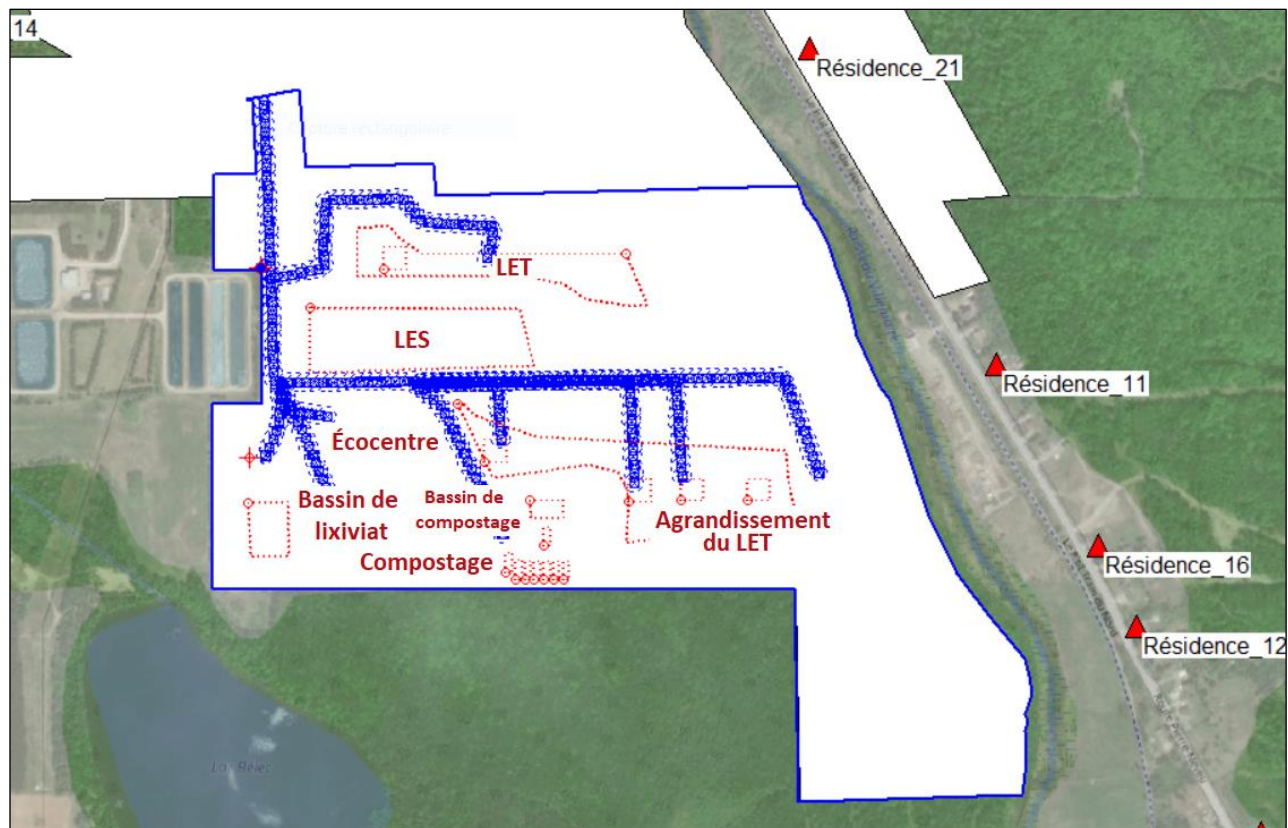 14
Résidence_21
LET
LES
Résidence_11
Écocentre
Bassin de
lixiviat
Bassin de
compostage
Compostage
Agrandissement
du LET
Résidence_16
Résidence_12